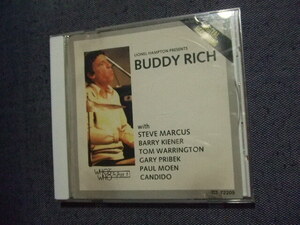 LIONEL HAMPTON PRESENTS
BUDDY RICH
with
STEVE MARCUS
BARRY KIENER
TOM WARRINGTON
GARY PRIBEK
PAUL MOEN
CANDIDO